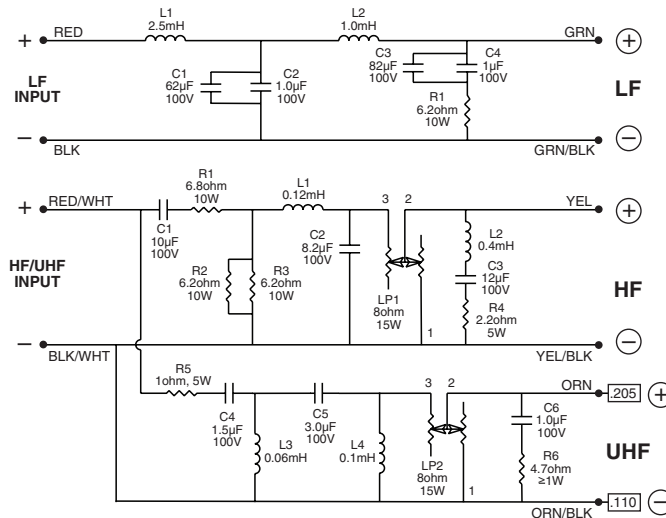 L1
2.5mH
L2
1.0mH
+ RED
GRN +
LF
INPUT
C1
62µF
100V
C2
1.0µF
100V
C3
82µF
100V
C4
1µF
100V
R1
6.2ohm
10W
LF
− BLK
GRN/BLK −
+ RED/WHT
R1
6.8ohm
10W
C1
10µF
100V
L1
0.12mH
3 2
YEL +
HF/UHF
INPUT
R2
6.2ohm
10W
R3
6.2ohm
10W
C2
8.2µF
100V
LP1
8ohm
15W
1
L2
0.4mH
C3
12µF
100V
R4
2.2ohm
5W
HF
− BLK/WHT
YEL/BLK −
R5
1ohm, 5W
C4
1.5µF
100V
C5
3.0µF
100V
3 2
ORN .205 +
L3
0.06mH
L4
0.1mH
LP2
8ohm
15W
1
C6
1.0µF
100V
R6
4.7ohm
≥1W
UHF
ORN/BLK .110 −